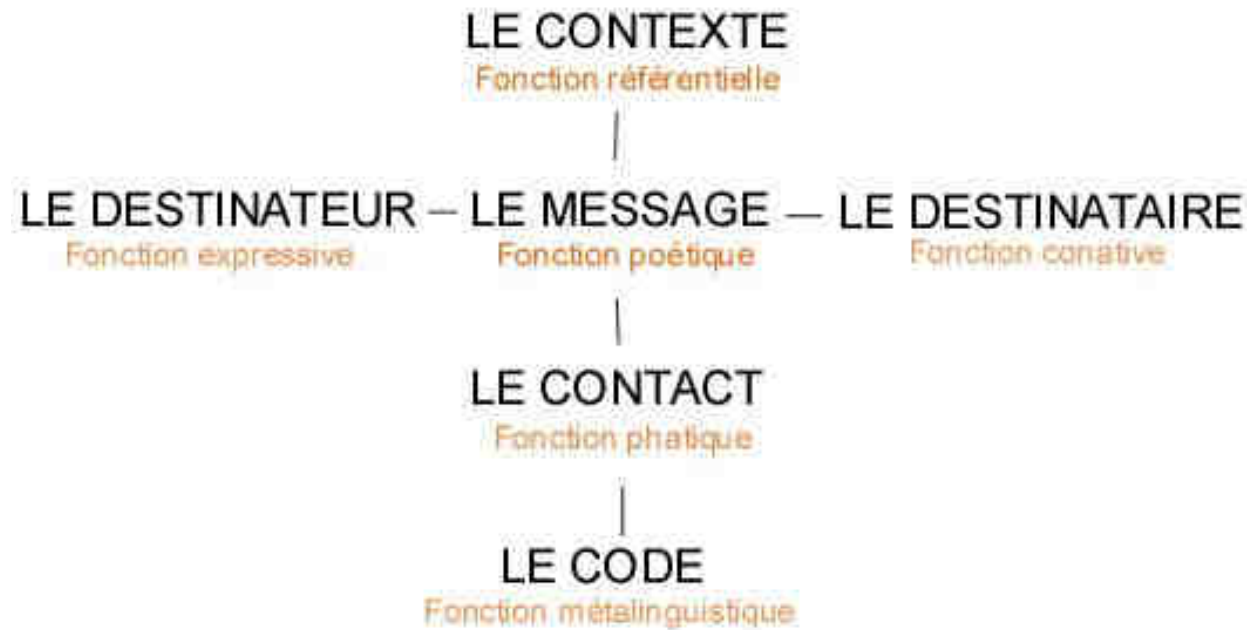 LE CONTEXTE
Fonction référentielle
LE DESTINATEUR – LE MESSAGE — LE DESTINATAIRE
Fonction expressive Fonction poétique Fonction conative
LE CONTACT
Fonction phatique
LE CODE
Fonction métalinguistique